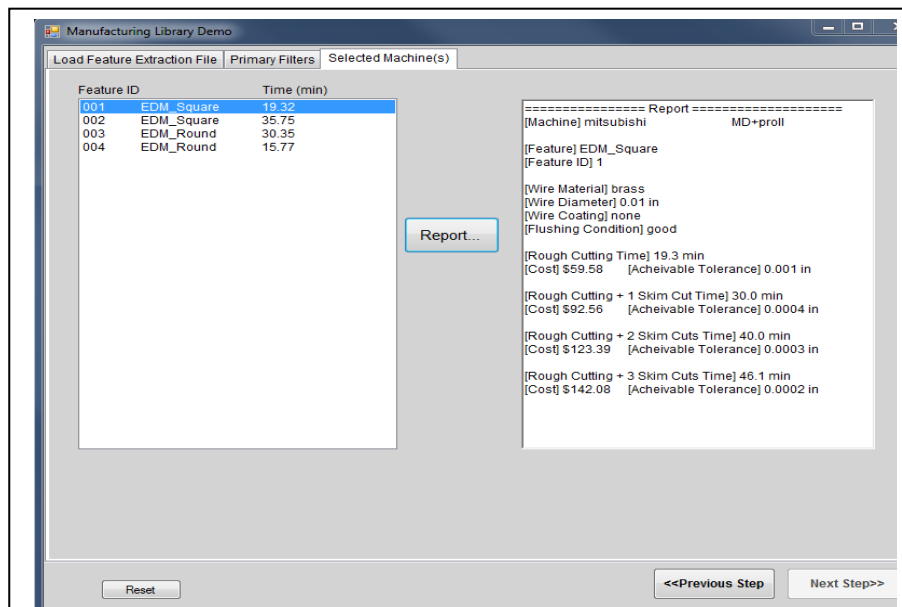 Manufacturing Library Demo
Load Feature Extraction File Primary Filters Selected Machine(s)
Feature ID Time (min)
001 EDM_Square 19.32
002 EDM_Square 35.75
003 EDM_Round 30.35
004 EDM_Round 15.77
Report...
================ Report ====================
[Machine] mitsubishi MD+proll
[Feature] EDM_Square
[Feature ID] 1
[Wire Material] brass
[Wire Diameter] 0.01 in
[Wire Coating] none
[Flushing Condition] good
[Rough Cutting Time] 19.3 min
[Cost] $59.58 [Acheivable Tolerance] 0.001 in
[Rough Cutting + 1 Skim Cut Time] 30.0 min
[Cost] $92.56 [Acheivable Tolerance] 0.0004 in
[Rough Cutting + 2 Skim Cuts Time] 40.0 min
[Cost] $123.39 [Acheivable Tolerance] 0.0003 in
[Rough Cutting + 3 Skim Cuts Time] 46.1 min
[Cost] $142.08 [Acheivable Tolerance] 0.0002 in
Reset <<Previous Step Next Step>>